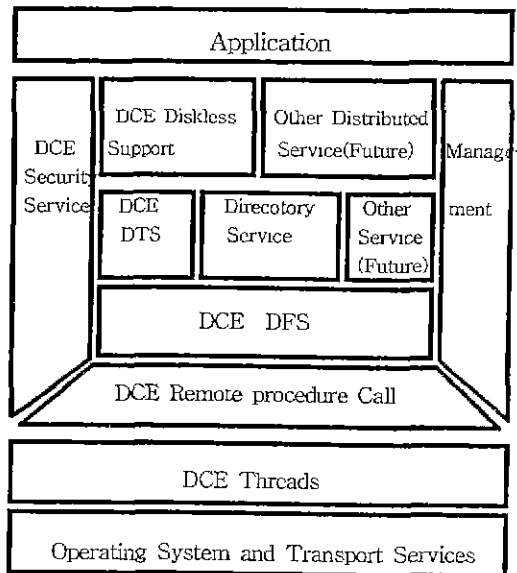 Application
DCE
Security
Service
DCE Diskless
Support
Other Distributed
Service(Future)
Manage
ment
DCE
DTS
Direcotory
Service
Other
Service
(Future)
DCE DFS
DCE Remote procedure Call
DCE Threads
Operating System and Transport Services